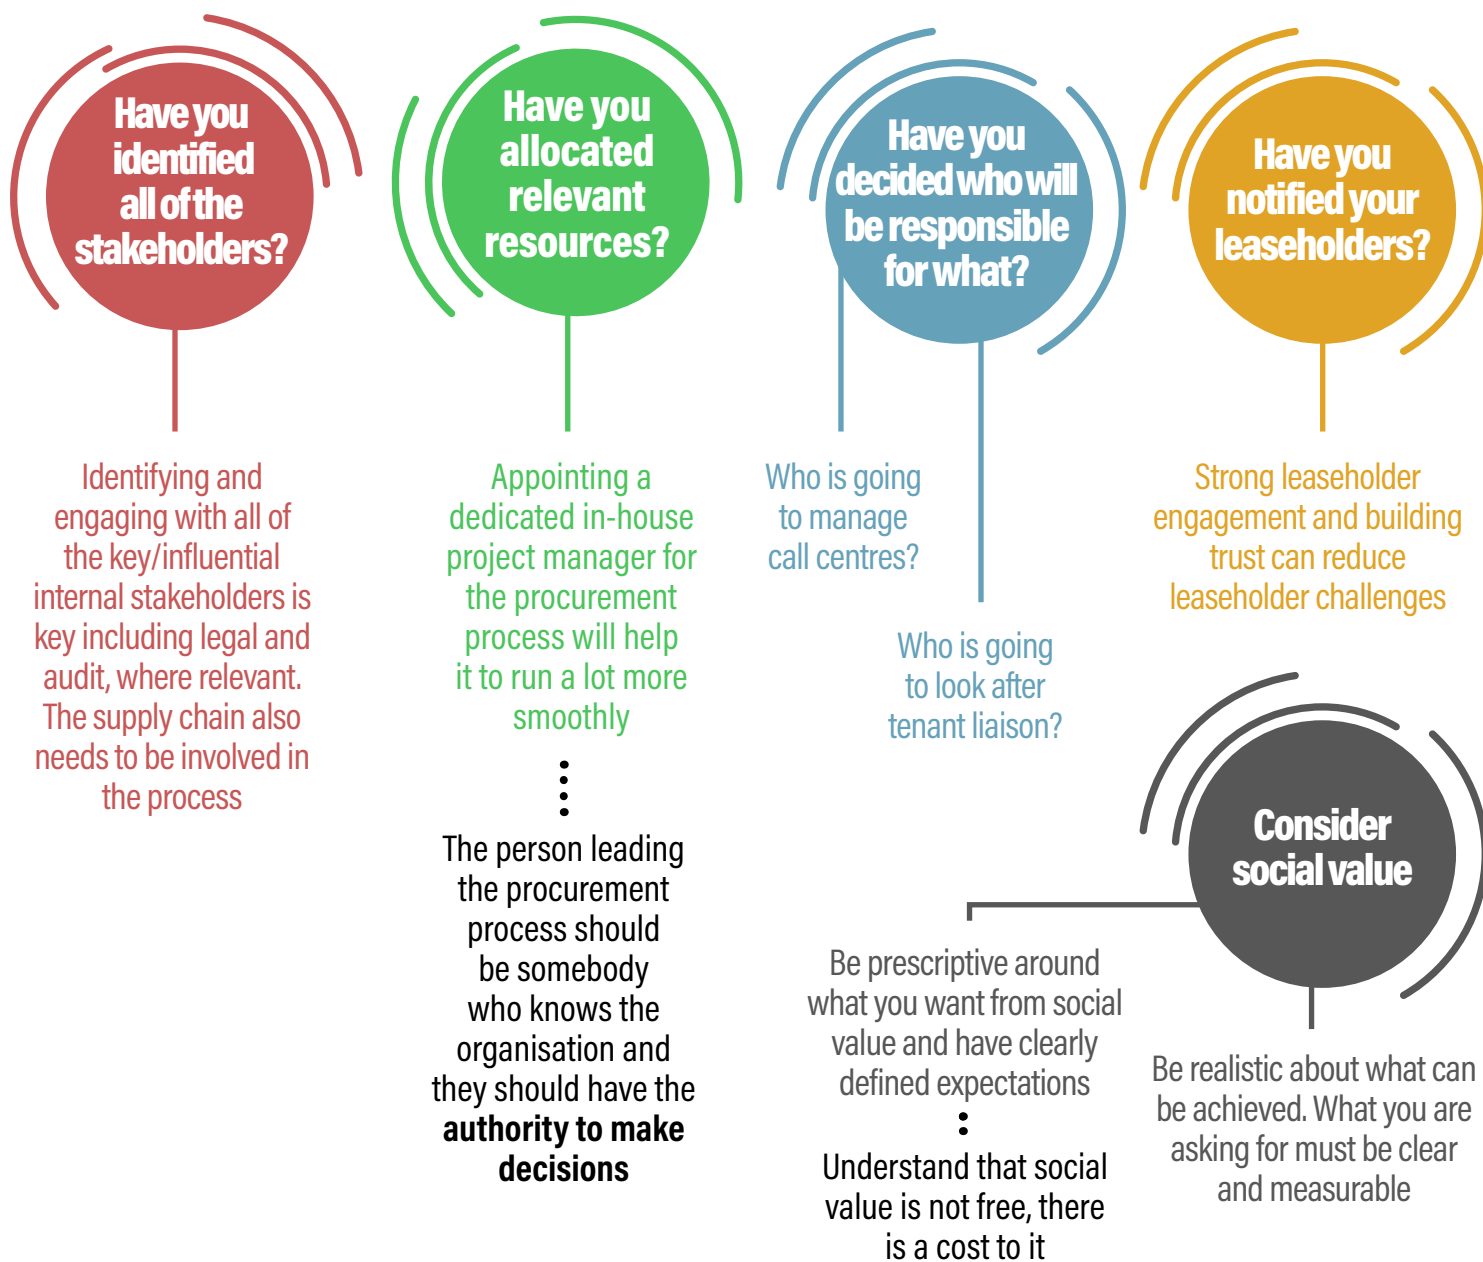 Have you
identified
all of the
stakeholders?
Identifying and
engaging with all of
the key/influential
internal stakeholders is
key including legal and
audit, where relevant.
The supply chain also
needs to be involved in
the process
Have you
allocated
relevant
resources?
Appointing a
dedicated in-house
project manager for
the procurement
process will help
it to run a lot more
smoothly
The person leading
the procurement
process should
be somebody
who knows the
organisation and
they should have the
authority to make
decisions
Have you
decided who will
be responsible
for what?
Who is going
to manage
call centres?
Who is going
to look after
tenant liaison?
Have you
notified your
leaseholders?
Strong leaseholder
engagement and building
trust can reduce
leaseholder challenges
Consider
social value
Be prescriptive around
what you want from social
value and have clearly
defined expectations
Understand that social
value is not free, there
is a cost to it
Be realistic about what can
be achieved. What you are
asking for must be clear
and measurable